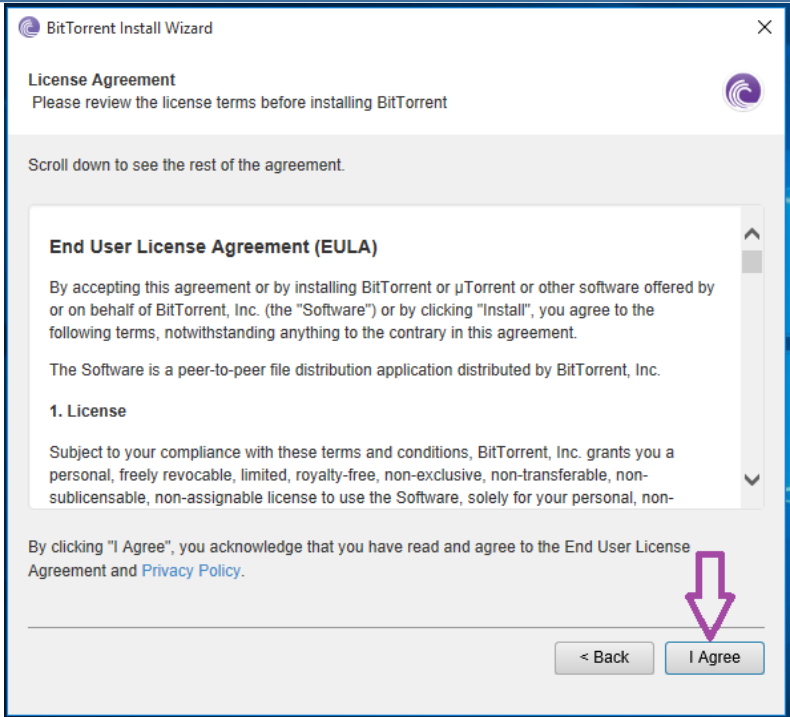 BitTorrent Install Wizard
License Agreement
Please review the license terms before installing BitTorrent
Scroll down to see the rest of the agreement.
End User License Agreement (EULA)
By accepting this agreement or by installing BitTorrent or µTorrent or other software offered by
or on behalf of BitTorrent, Inc. (the "Software") or by clicking "Install", you agree to the
following terms, notwithstanding anything to the contrary in this agreement.
The Software is a peer-to-peer file distribution application distributed by BitTorrent, Inc.
1. License
Subject to your compliance with these terms and conditions, BitTorrent, Inc. grants you a
personal, freely revocable, limited, royalty-free, non-exclusive, non-transferable, non-
sublicensable, non-assignable license to use the Software, solely for your personal, non-
By clicking "I Agree", you acknowledge that you have read and agree to the End User License
Agreement and Privacy Policy.
< Back
I Agree